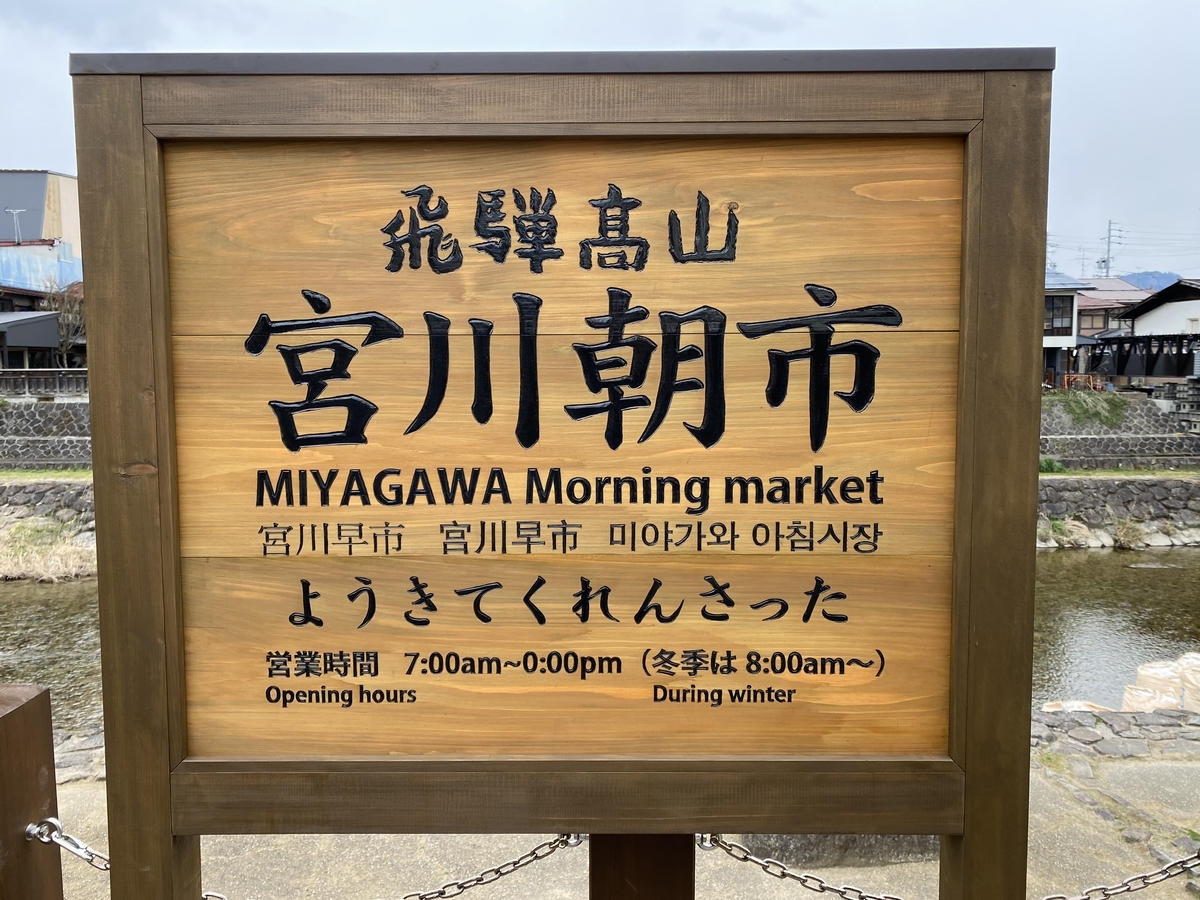 飛騨髙山
宮川朝市
MIYAGAWA Morning market
宮川早市 宫川早市 미야가와 아침시장
ようきてくれんさった
営業時間 7:00am~0:00pm (冬季は 8:00am～)
Opening hours During winter